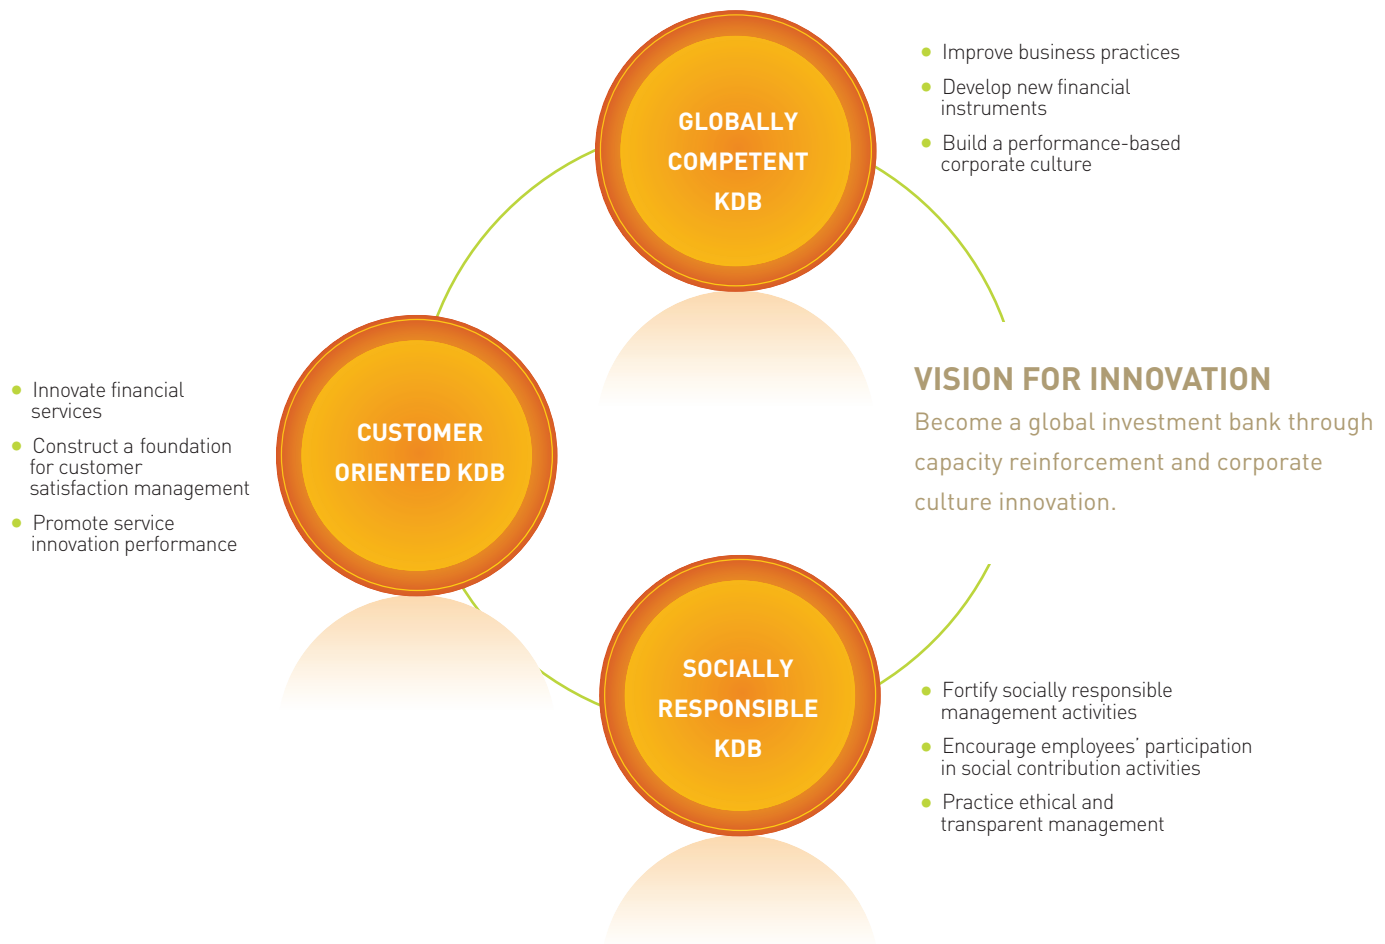 GLOBALLY
COMPETENT
KDB
• Improve business practices
• Develop new financial
instruments
• Build a performance-based
corporate culture
• Innovate financial
services
• Construct a foundation
for customer
satisfaction management
• Promote service
innovation performance
CUSTOMER
ORIENTED KDB
VISION FOR INNOVATION
Become a global investment bank through
capacity reinforcement and corporate
culture innovation.
SOCIALLY
RESPONSIBLE
KDB
• Fortify socially responsible
management activities
• Encourage employees’ participation
in social contribution activities
• Practice ethical and
transparent management